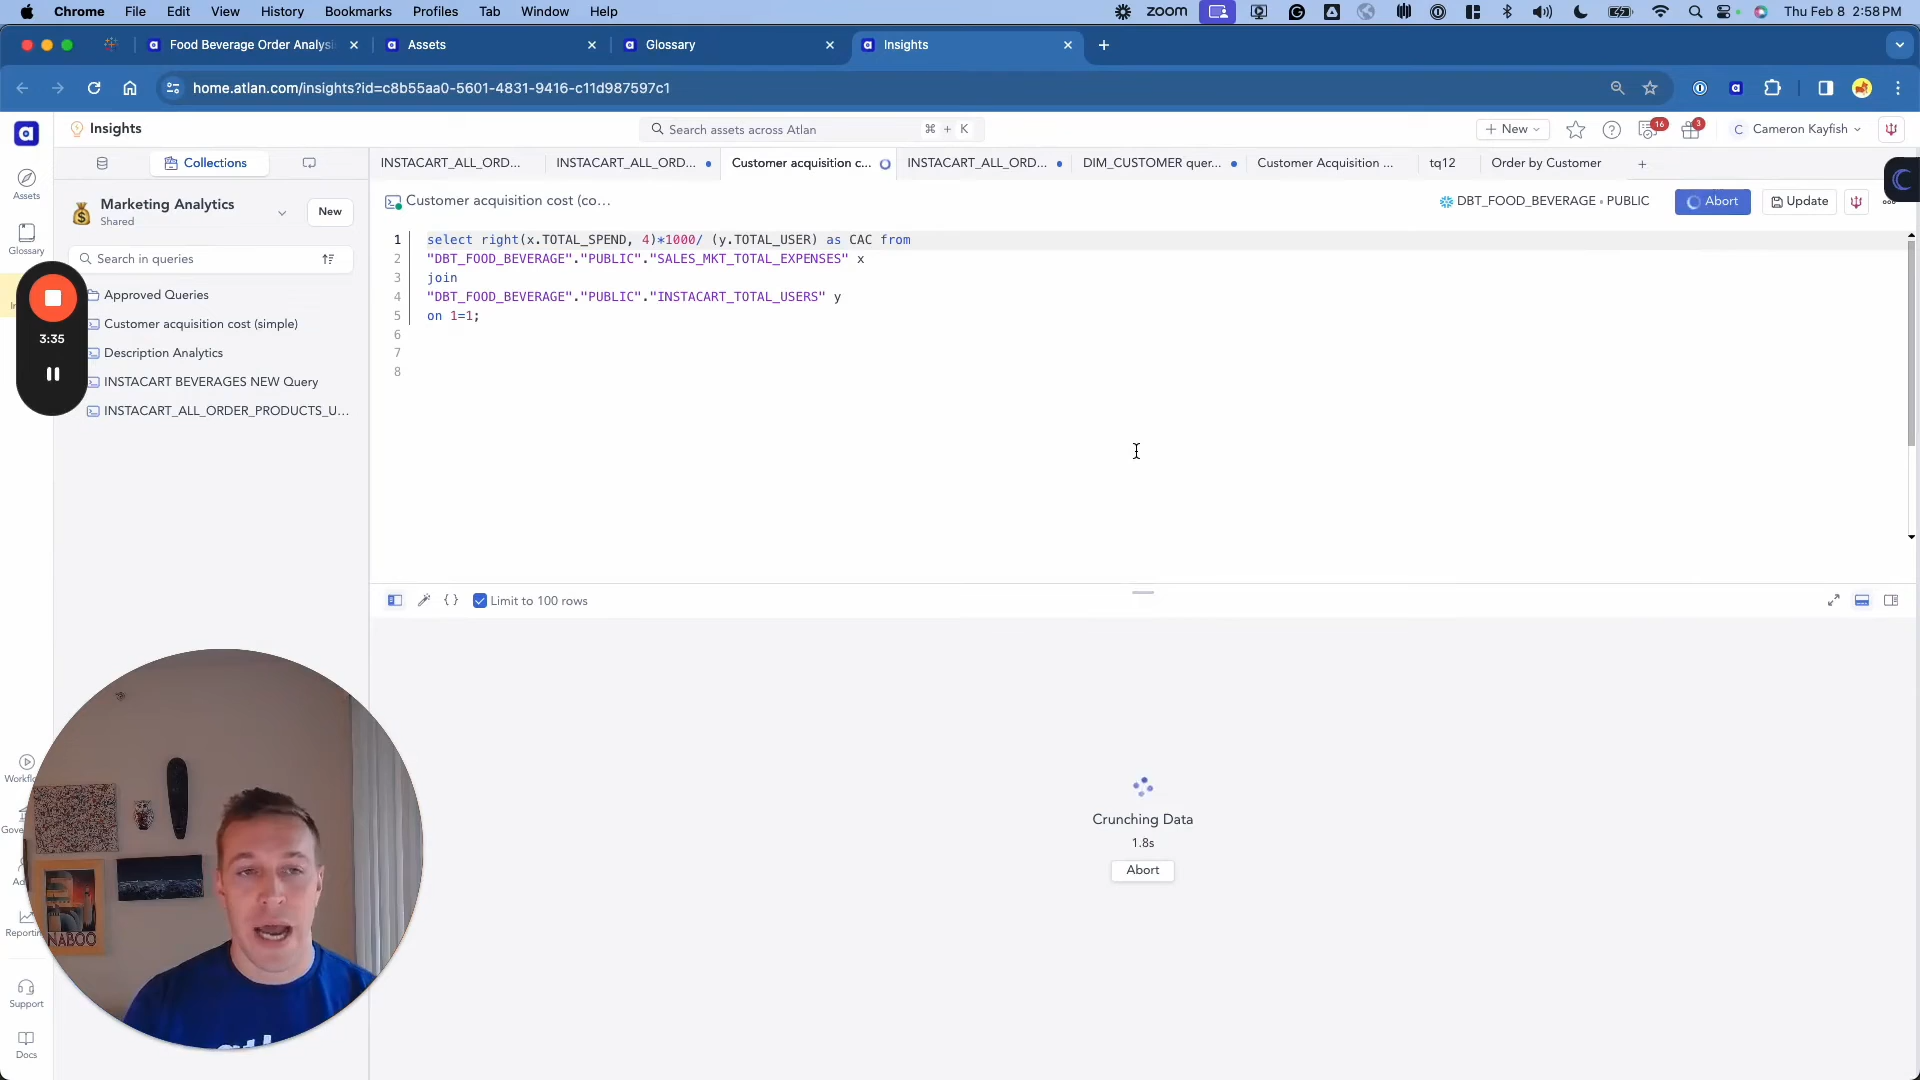 Chrome File Edit View History Bookmarks Profiles Tab Window Help
zoom
Thu Feb 8 2:58 PM
Food Beverage Order Analysi
Assets
Glossary
Insights
home.atlan.com/insights?id=c8b55aa0-5601-4831-9416-c11d987597c1
Insights
Search assets across Atlan
⌘ + K
New
16
3
C Cameron Kayfish
Assets
Glossary
Collections
INSTACART_ALL_ORD...
INSTACART_ALL_ORD...
Customer acquisition c...
INSTACART_ALL_ORD...
DIM_CUSTOMER quer...
Customer Acquisition ...
tq12
Order by Customer
Marketing Analytics
Shared
New
Search in queries
Approved Queries
Customer acquisition cost (simple)
Description Analytics
INSTACART BEVERAGES NEW Query
INSTACART_ALL_ORDER_PRODUCTS_U...
3:35
Customer acquisition cost (co...
DBT_FOOD_BEVERAGE • PUBLIC
Abort
Update
1 select right(x.TOTAL_SPEND, 4)*1000/ (y.TOTAL_USER) as CAC from
2 "DBT_FOOD_BEVERAGE"."PUBLIC"."SALES_MKT_TOTAL_EXPENSES" x
3 join
4 "DBT_FOOD_BEVERAGE"."PUBLIC"."INSTACART_TOTAL_USERS" y
5 on 1=1;
6
7
8
{ } Limit to 100 rows
Crunching Data
1.8s
Abort
Workfl
Gove
Ad
Reportin
Support
Docs
NABOO